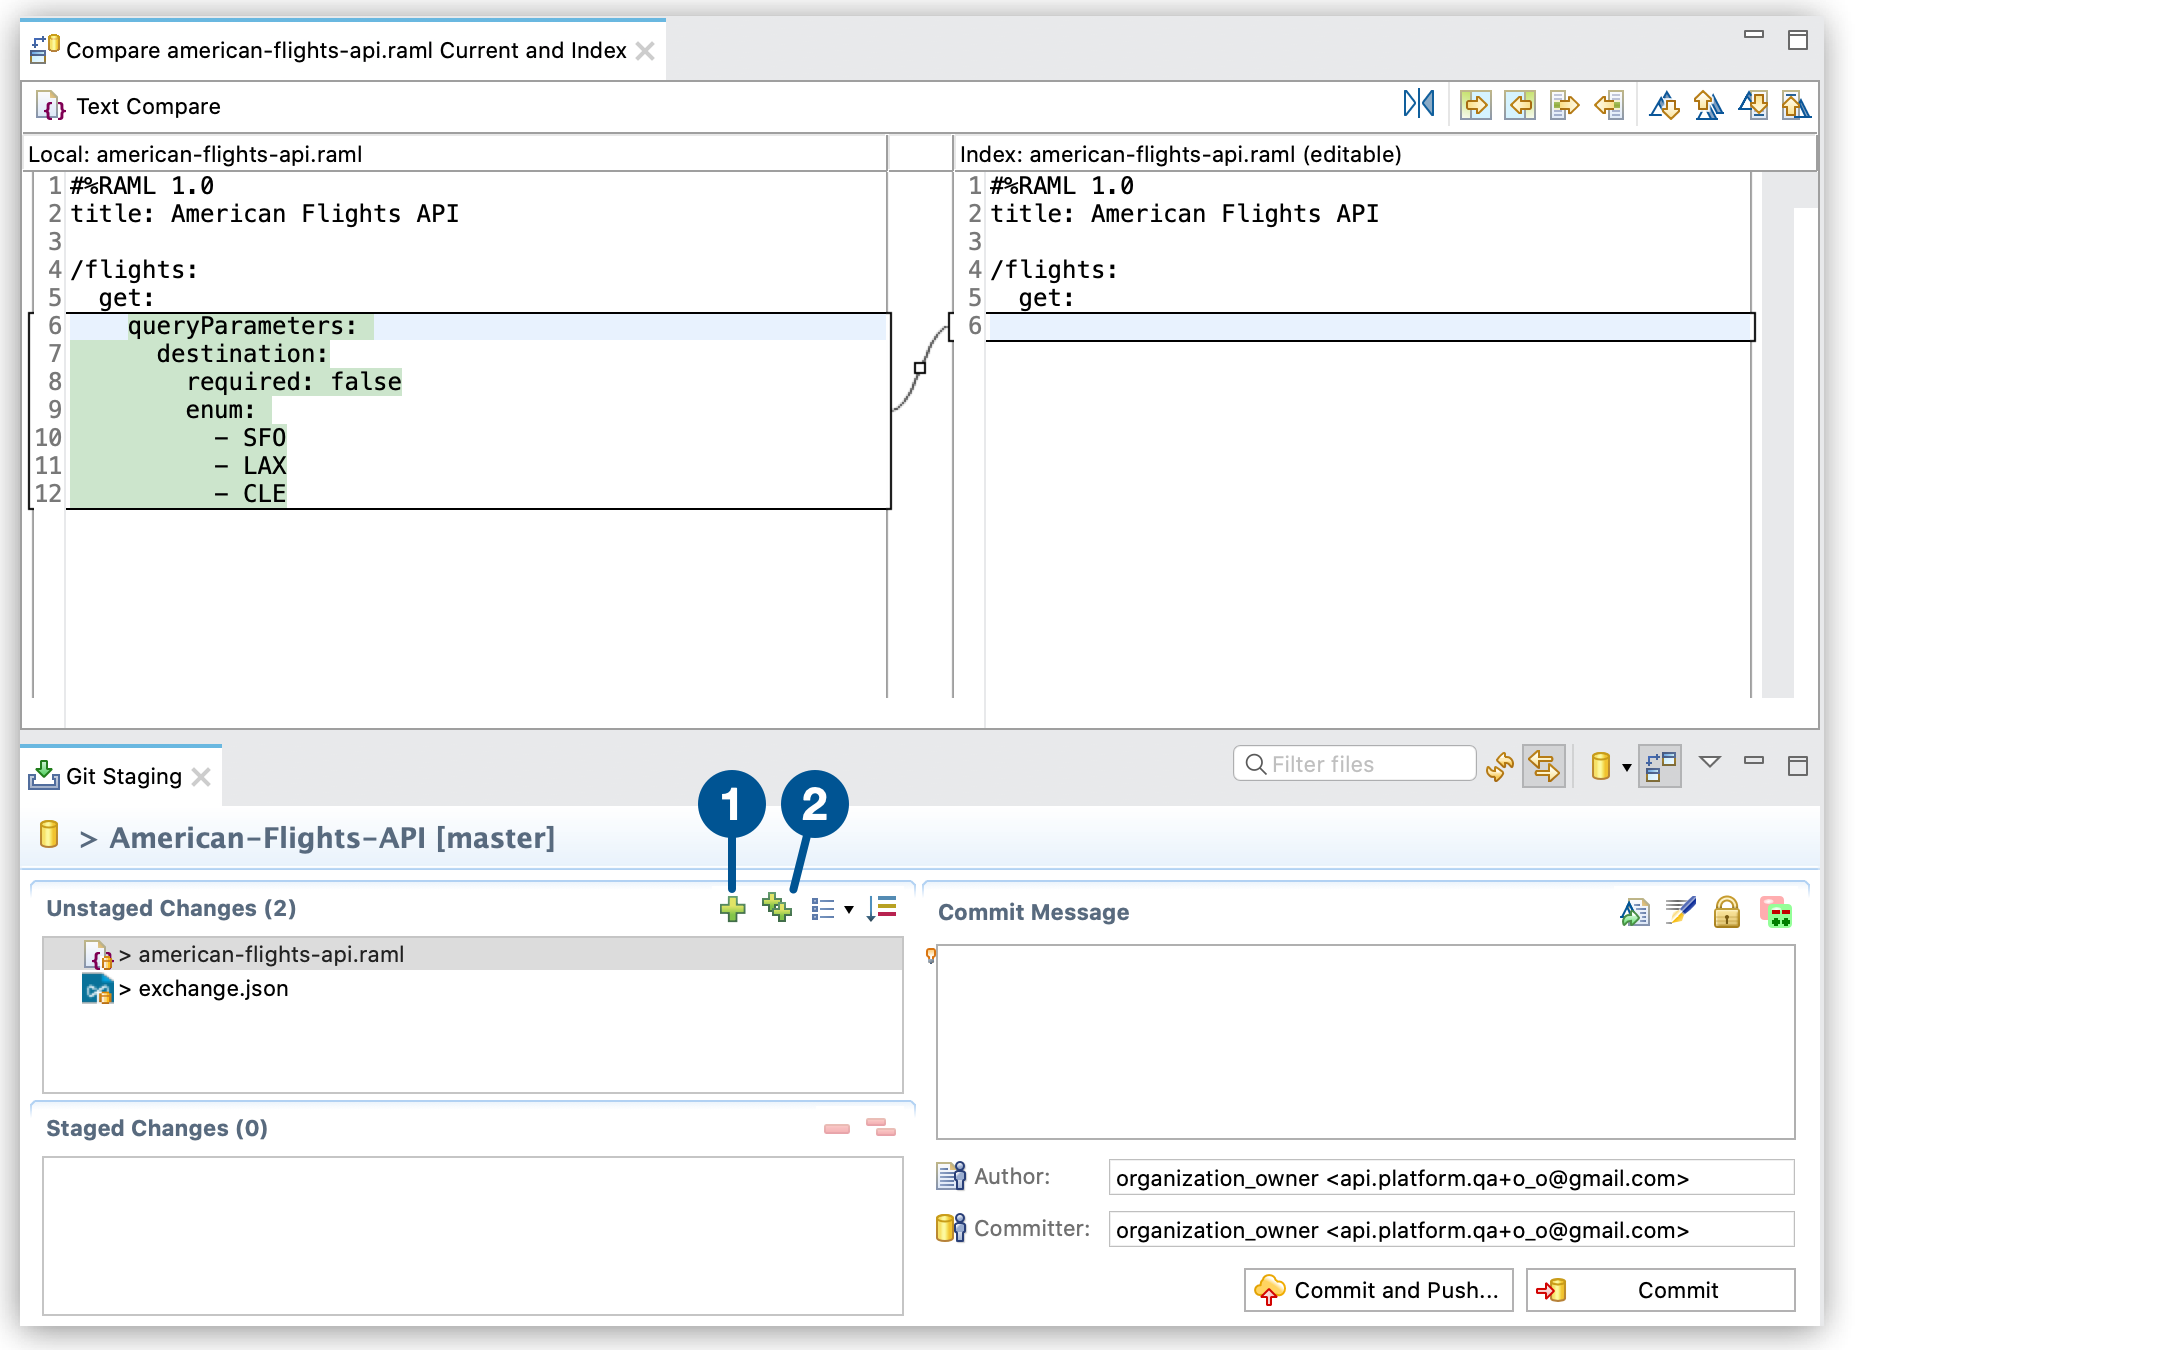 Compare american-flights-api.raml Current and Index
Text Compare
Local: american-flights-api.raml
1 #%RAML 1.0
2 title: American Flights API
3
4 /flights:
5   get:
6     queryParameters:
7       destination:
8         required: false
9         enum:
10           - SFO
11           - LAX
12           - CLE
Index: american-flights-api.raml (editable)
1 #%RAML 1.0
2 title: American Flights API
3
4 /flights:
5   get:
6
Git Staging
Filter files
> American-Flights-API [master]
1
2
Unstaged Changes (2)
> american-flights-api.raml
> exchange.json
Staged Changes (0)
Commit Message
Author: organization_owner <api.platform.qa+o_o@gmail.com>
Committer: organization_owner <api.platform.qa+o_o@gmail.com>
Commit and Push...
Commit